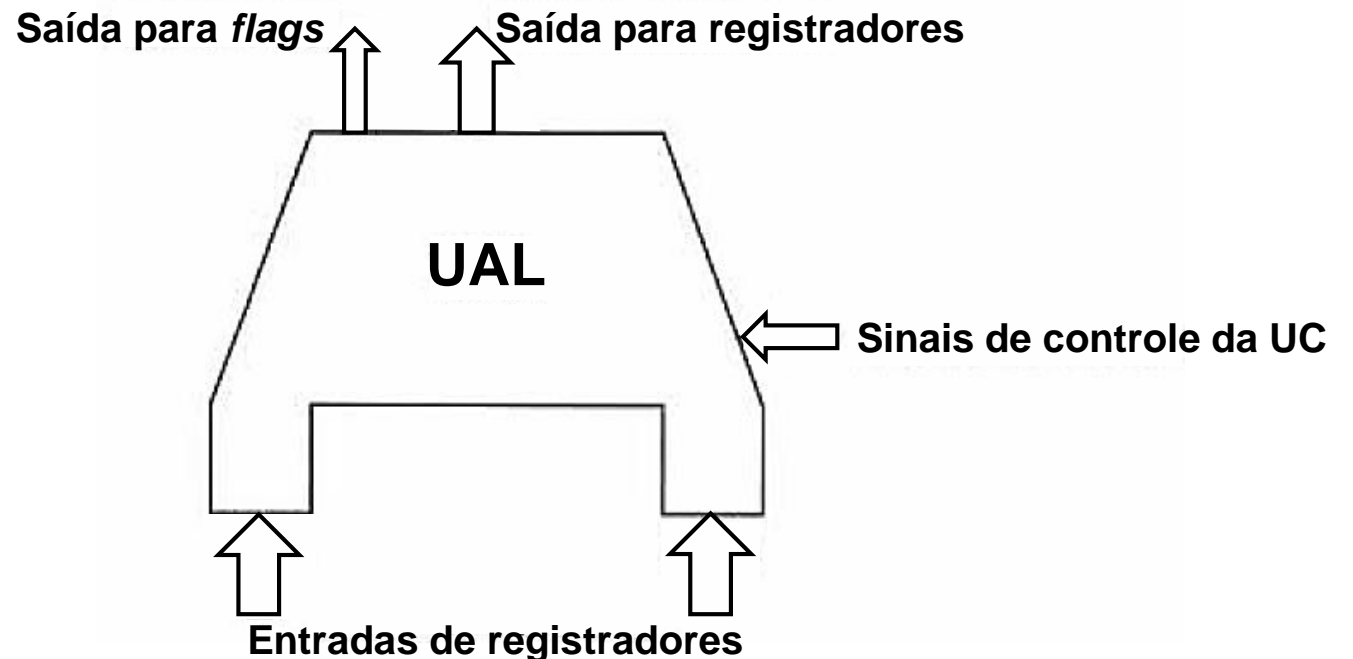 Saída para flags
Saída para registradores
UAL
Sinais de controle da UC
Entradas de registradores